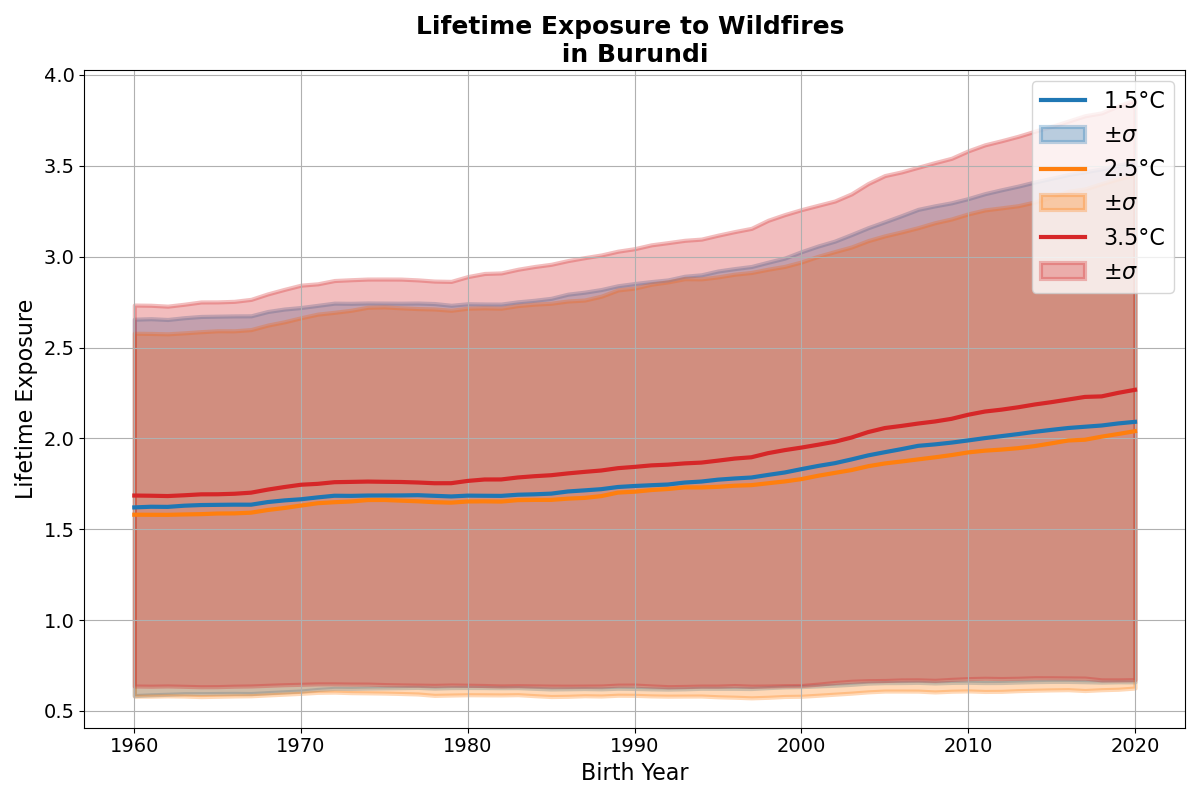 Lifetime Exposure to Wildfires
in Burundi
Lifetime Exposure
4.0
3.5
3.0
2.5
2.0
1.5
1.0
0.5
1960
1970
1980
1990
2000
2010
2020
Birth Year
1.5°C
±σ
2.5°C
±σ
3.5°C
±σ